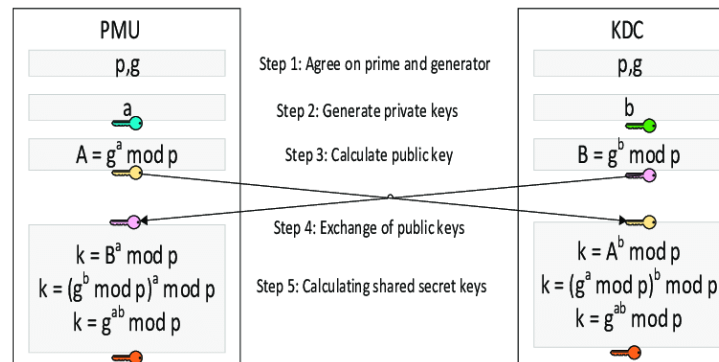 PMU
KDC
p,g
Step 1: Agree on prime and generator
p,g
a
Step 2: Generate private keys
b
A = g^a mod p
Step 3: Calculate public key
B = g^b mod p
Step 4: Exchange of public keys
k = B^a mod p
k = (g^b mod p)^a mod p
k = g^ab mod p
Step 5: Calculating shared secret keys
k = A^b mod p
k = (g^a mod p)^b mod p
k = g^ab mod p